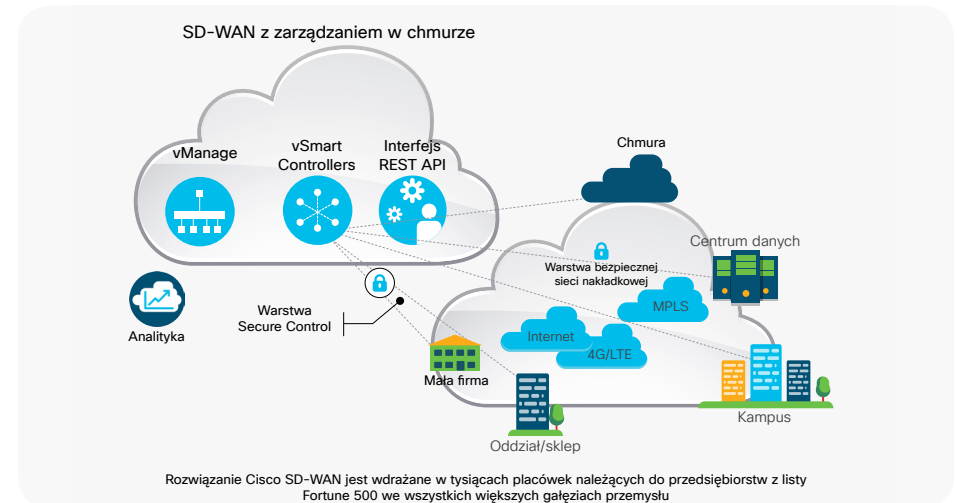 SD-WAN z zarządzaniem w chmurze
vManage
vSmart
Controllers
Interfejs
REST API
Chmura
Centrum danych
Warstwa bezpiecznej
sieci nakładkowej
MPLS
Internet
4G/LTE
Analityka
Warstwa
Secure Control
Mała firma
Kampus
Oddział/sklep
Rozwiązanie Cisco SD-WAN jest wdrażane w tysiącach placówek należących do przedsiębiorstw z listy
Fortune 500 we wszystkich większych gałęziach przemysłu